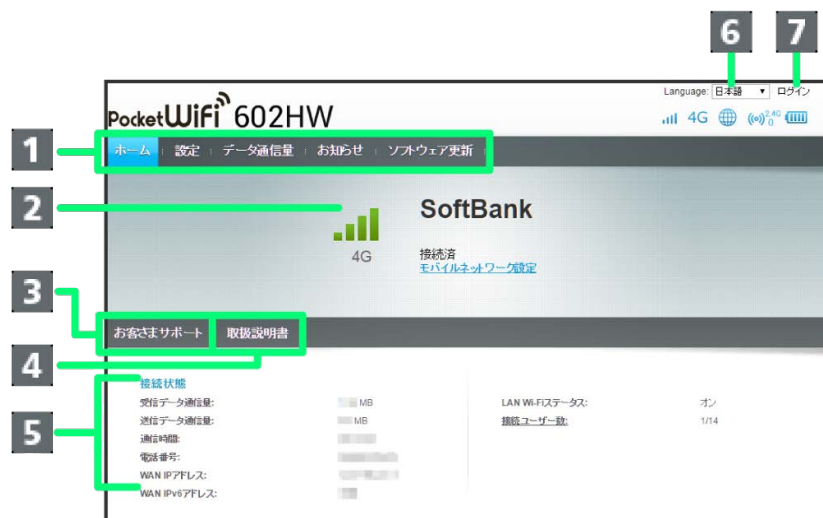 6 7
Language: 日本語 ▼ ログイン
Pocket WiFi 602HW
4G 2.4G 0
1
ホーム 設定 データ通信量 お知らせ ソフトウェア更新
2
SoftBank
4G
接続済
モバイルネットワーク設定
3
お客さまサポート 取扱説明書
4
接続状態
受信データ通信量: MB LAN Wi-Fiステータス: オン
送信データ通信量: MB 接続ユーザー数: 1/14
5
通信時間:
電話番号:
WAN IPアドレス:
WAN IPv6アドレス: